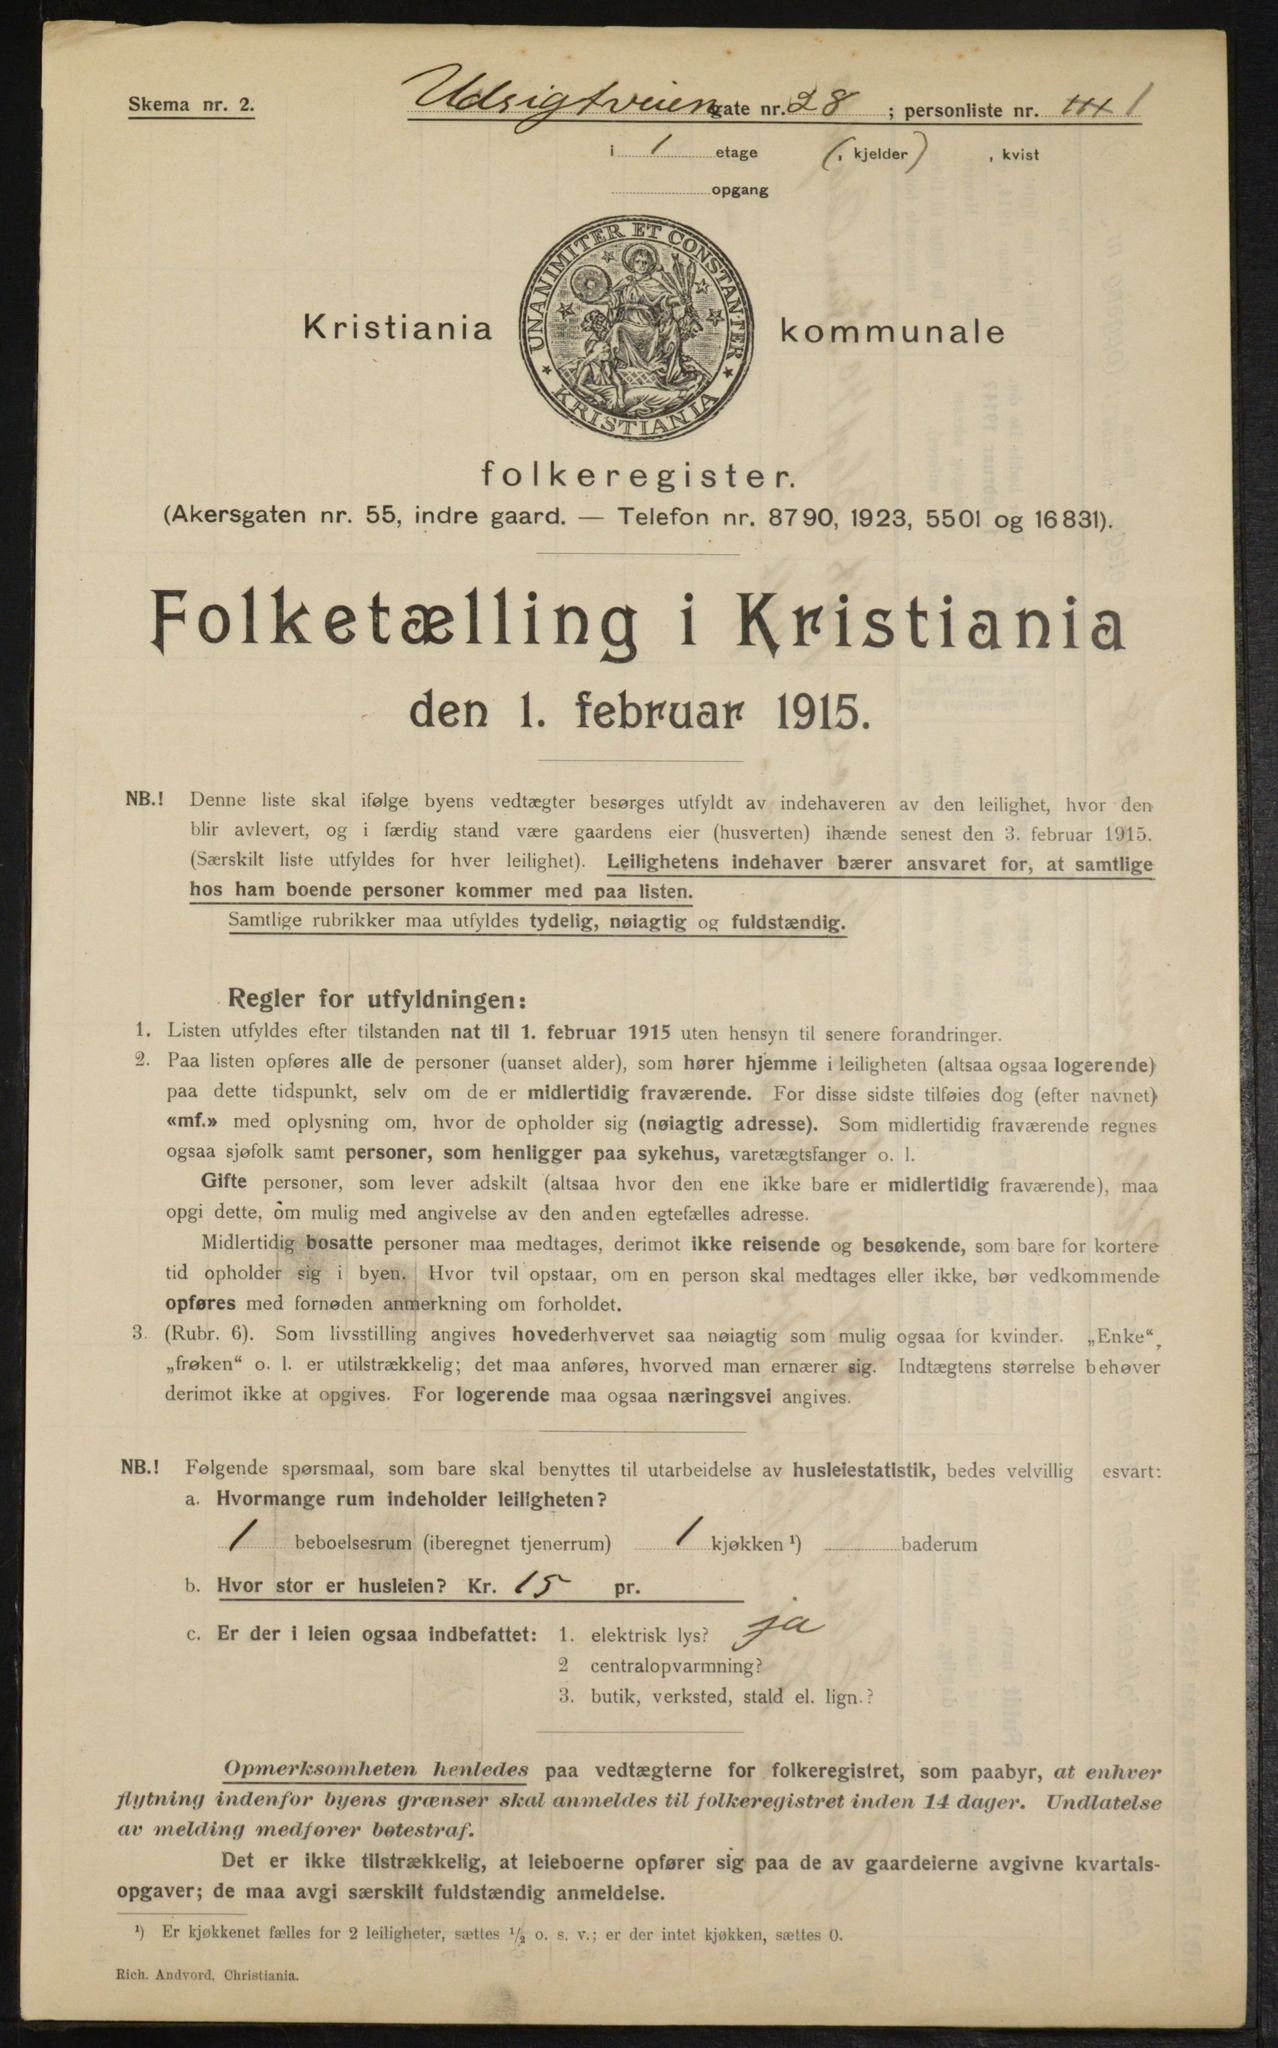 Skema nr. 2.
Udsigtveien gate nr. 28 ; personliste nr. 1
i 1 etage (, kjelder) , kvist
opgang
UNANIMITER ET CONSTANTER
KRISTIANIA
Kristiania kommunale
folkeregister.
(Akersgaten nr. 55, indre gaard. — Telefon nr. 8790, 1923, 5501 og 16831).
Folketælling i Kristiania
den 1. februar 1915.
NB.! Denne liste skal ifølge byens vedtægter besørges utfyldt av indehaveren av den leilighet, hvor den
blir avlevert, og i færdig stand være gaardens eier (husverten) ihænde senest den 3. februar 1915.
(Særskilt liste utfyldes for hver leilighet). Leilighetens indehaver bærer ansvaret for, at samtlige
hos ham boende personer kommer med paa listen.
Samtlige rubrikker maa utfyldes tydelig, nøiagtig og fuldstændig.
Regler for utfyldningen:
1. Listen utfyldes efter tilstanden nat til 1. februar 1915 uten hensyn til senere forandringer.
2. Paa listen opføres alle de personer (uanset alder), som hører hjemme i leiligheten (altsaa ogsaa logerende)
paa dette tidspunkt, selv om de er midlertidig fraværende. For disse sidste tilføies dog (efter navnet)
«mf.» med oplysning om, hvor de opholder sig (nøiagtig adresse). Som midlertidig fraværende regnes
ogsaa sjøfolk samt personer, som henligger paa sykehus, varetægtsfanger o. l.
Gifte personer, som lever adskilt (altsaa hvor den ene ikke bare er midlertidig fraværende), maa
opgi dette, om mulig med angivelse av den anden egtefælles adresse.
Midlertidig bosatte personer maa medtages, derimot ikke reisende og besøkende, som bare for kortere
tid opholder sig i byen. Hvor tvil opstaar, om en person skal medtages eller ikke, bør vedkommende
opføres med fornøden anmerkning om forholdet.
3. (Rubr. 6). Som livsstilling angives hovederhvervet saa nøiagtig som mulig ogsaa for kvinder. „Enke“,
„frøken“ o. l. er utilstrækkelig; det maa anføres, hvorved man ernærer sig. Indtægtens størrelse behøver
derimot ikke at opgives. For logerende maa ogsaa næringsvei angives.
NB.! Følgende spørsmaal, som bare skal benyttes til utarbeidelse av husleiestatistik, bedes velvillig esvart:
a. Hvormange rum indeholder leiligheten?
1 beboelsesrum (iberegnet tjenerrum) 1 kjøkken ¹) baderum
b. Hvor stor er husleien? Kr. 15 pr.
c. Er der i leien ogsaa indbefattet: 1. elektrisk lys? ja
2 centralopvarmning?
3. butik, verksted, stald el. lign.?
Opmerksomheten henledes paa vedtægterne for folkeregistret, som paabyr, at enhver
flytning indenfor byens grænser skal anmeldes til folkeregistret inden 14 dager. Undlatelse
av melding medfører bøtestraf.
Det er ikke tilstrækkelig, at leieboerne opfører sig paa de av gaardeierne avgivne kvartals-
opgaver; de maa avgi særskilt fuldstændig anmeldelse.
¹) Er kjøkkenet fælles for 2 leiligheter, sættes ½ o. s. v.; er der intet kjøkken, sættes 0.
Rich. Andvord, Christiania.